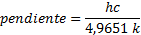 pendiente = hc / 4,9651 k